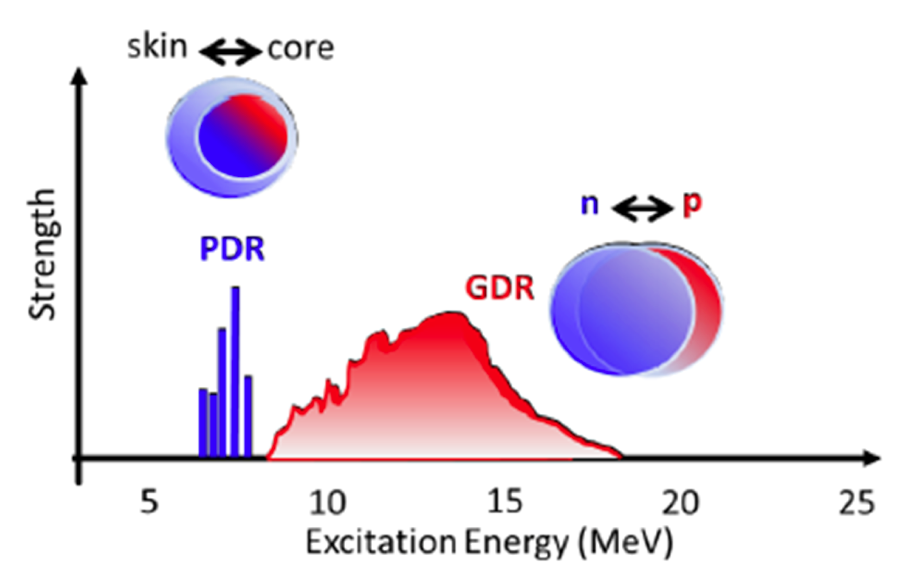 skin core
n p
PDR
GDR
Strength
5 10 15 20 25
Excitation Energy (MeV)